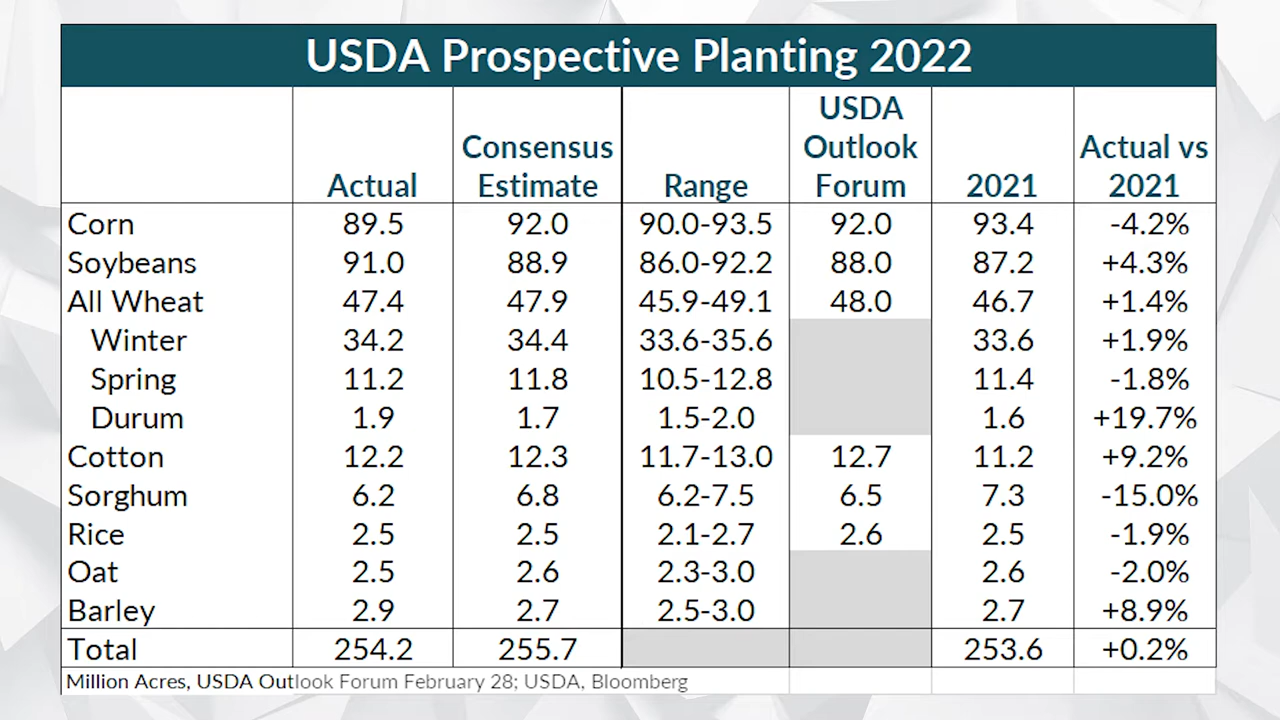 USDA Prospective Planting 2022
Actual Consensus Estimate Range USDA Outlook Forum 2021 Actual vs 2021
Corn 89.5 92.0 90.0-93.5 92.0 93.4 -4.2%
Soybeans 91.0 88.9 86.0-92.2 88.0 87.2 +4.3%
All Wheat 47.4 47.9 45.9-49.1 48.0 46.7 +1.4%
Winter 34.2 34.4 33.6-35.6 33.6 +1.9%
Spring 11.2 11.8 10.5-12.8 11.4 -1.8%
Durum 1.9 1.7 1.5-2.0 1.6 +19.7%
Cotton 12.2 12.3 11.7-13.0 12.7 11.2 +9.2%
Sorghum 6.2 6.8 6.2-7.5 6.5 7.3 -15.0%
Rice 2.5 2.5 2.1-2.7 2.6 2.5 -1.9%
Oat 2.5 2.6 2.3-3.0 2.6 -2.0%
Barley 2.9 2.7 2.5-3.0 2.7 +8.9%
Total 254.2 255.7 253.6 +0.2%
Million Acres, USDA Outlook Forum February 28; USDA, Bloomberg